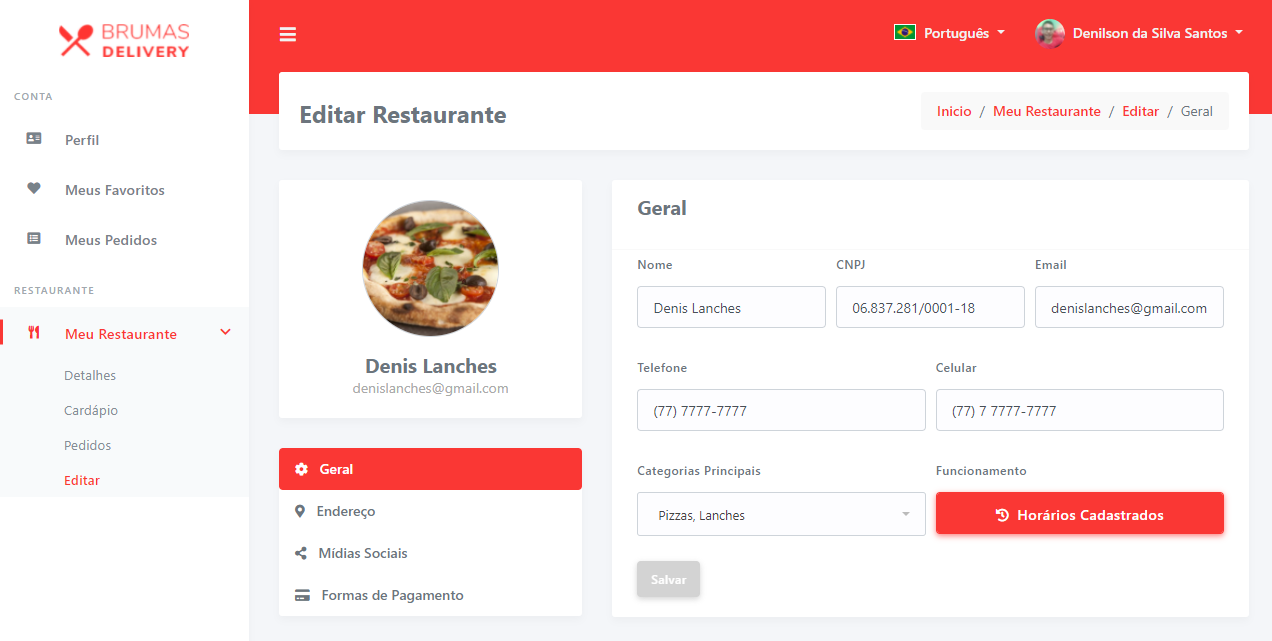 BRUMAS
DELIVERY
CONTA
Perfil
Meus Favoritos
Meus Pedidos
RESTAURANTE
Meu Restaurante
Detalhes
Cardápio
Pedidos
Editar
Português
Denilson da Silva Santos
Editar Restaurante
Inicio / Meu Restaurante / Editar / Geral
Denis Lanches
denislanches@gmail.com
Geral
Endereço
Mídias Sociais
Formas de Pagamento
Geral
Nome CNPJ Email
Denis Lanches 06.837.281/0001-18 denislanches@gmail.com
Telefone Celular
(77) 7777-7777 (77) 7 7777-7777
Categorias Principais Funcionamento
Pizzas, Lanches Horários Cadastrados
Salvar